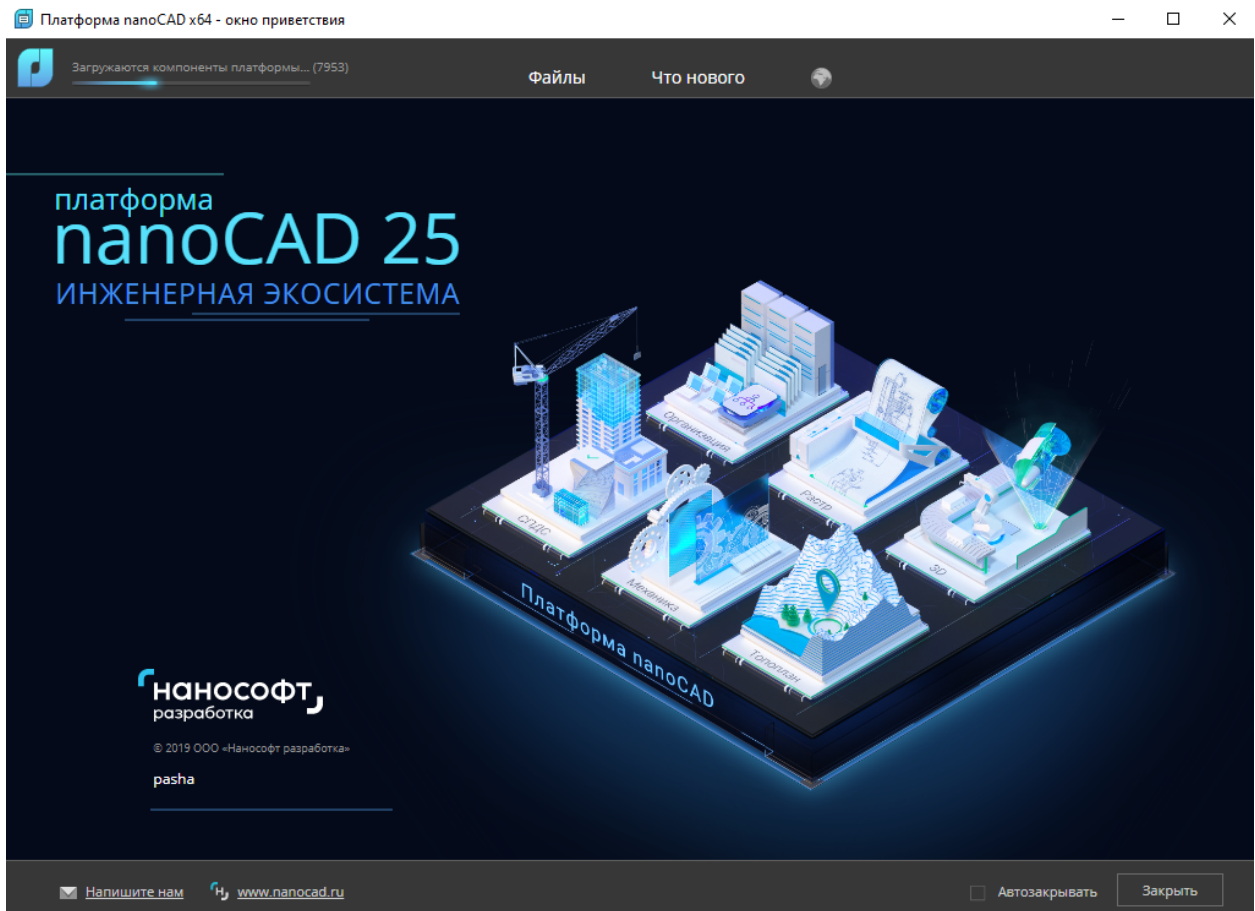 Платформа nanoCAD x64 - окно приветствия
Загружаются компоненты платформы... (7953)
Файлы
Что нового
платформа
nanoCAD 25
ИНЖЕНЕРНАЯ ЭКОСИСТЕМА
Организация
Растр
СПДС
3D
Механика
Топоплан
Платформа nanoCAD
нанософт
разработка
© 2019 ООО «Нанософт разработка»
pasha
Напишите нам
www.nanocad.ru
Автозакрывать
Закрыть